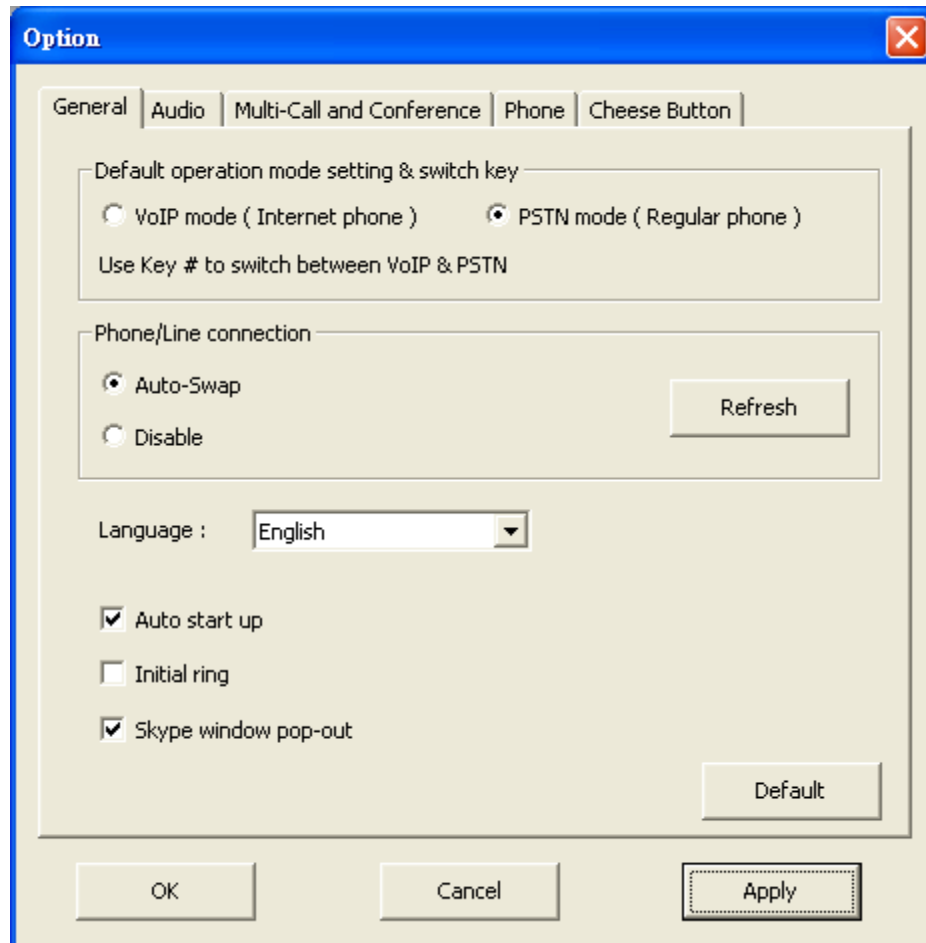 Option
General Audio Multi-Call and Conference Phone Cheese Button
Default operation mode setting & switch key
VoIP mode ( Internet phone ) PSTN mode ( Regular phone )
Use Key # to switch between VoIP & PSTN
Phone/Line connection
Auto-Swap
Refresh
Disable
Language : English
Auto start up
Initial ring
Skype window pop-out
Default
OK Cancel Apply